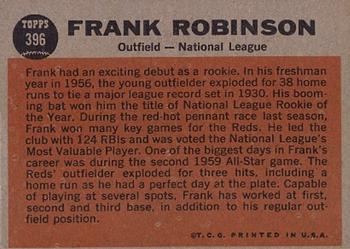 TOPPS
396
FRANK ROBINSON
Outfield — National League
Frank had an exciting debut as a rookie. In his freshman
year in 1956, the young outfielder exploded for 38 home
runs to tie a major league record set in 1930. His boom-
ing bat won him the title of National League Rookie of
the Year. During the red-hot pennant race last season,
Frank won many key games for the Reds. He led the
club with 124 RBIs and was voted the National League's
Most Valuable Player. One of the biggest days in Frank's
career was during the second 1959 All-Star game. The
Reds' outfielder exploded for three hits, including a
home run as he had a perfect day at the plate. Capable
of playing at several spots, Frank has worked at first,
second and third base, in addition to his regular out-
field position.
©T.C.G. PRINTED IN U.S.A.